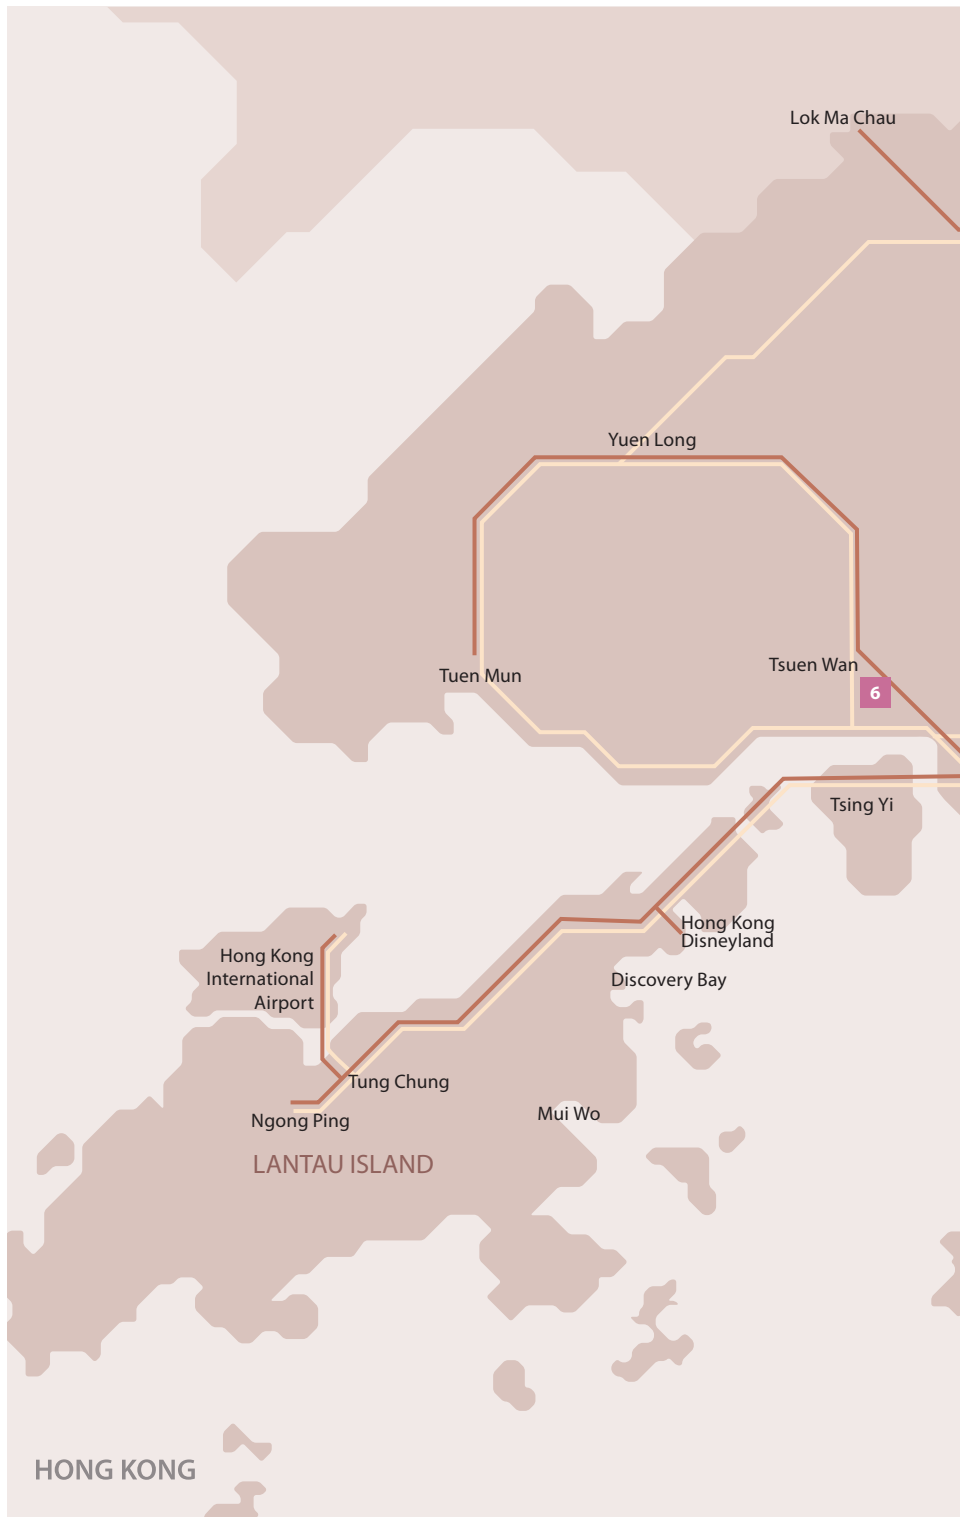 Lok Ma Chau
Yuen Long
Tsuen Wan
Tuen Mun
6
Tsing Yi
Hong Kong
Disneyland
Hong Kong
International
Airport
Discovery Bay
Tung Chung
Mui Wo
Ngong Ping
LANTAU ISLAND
HONG KONG